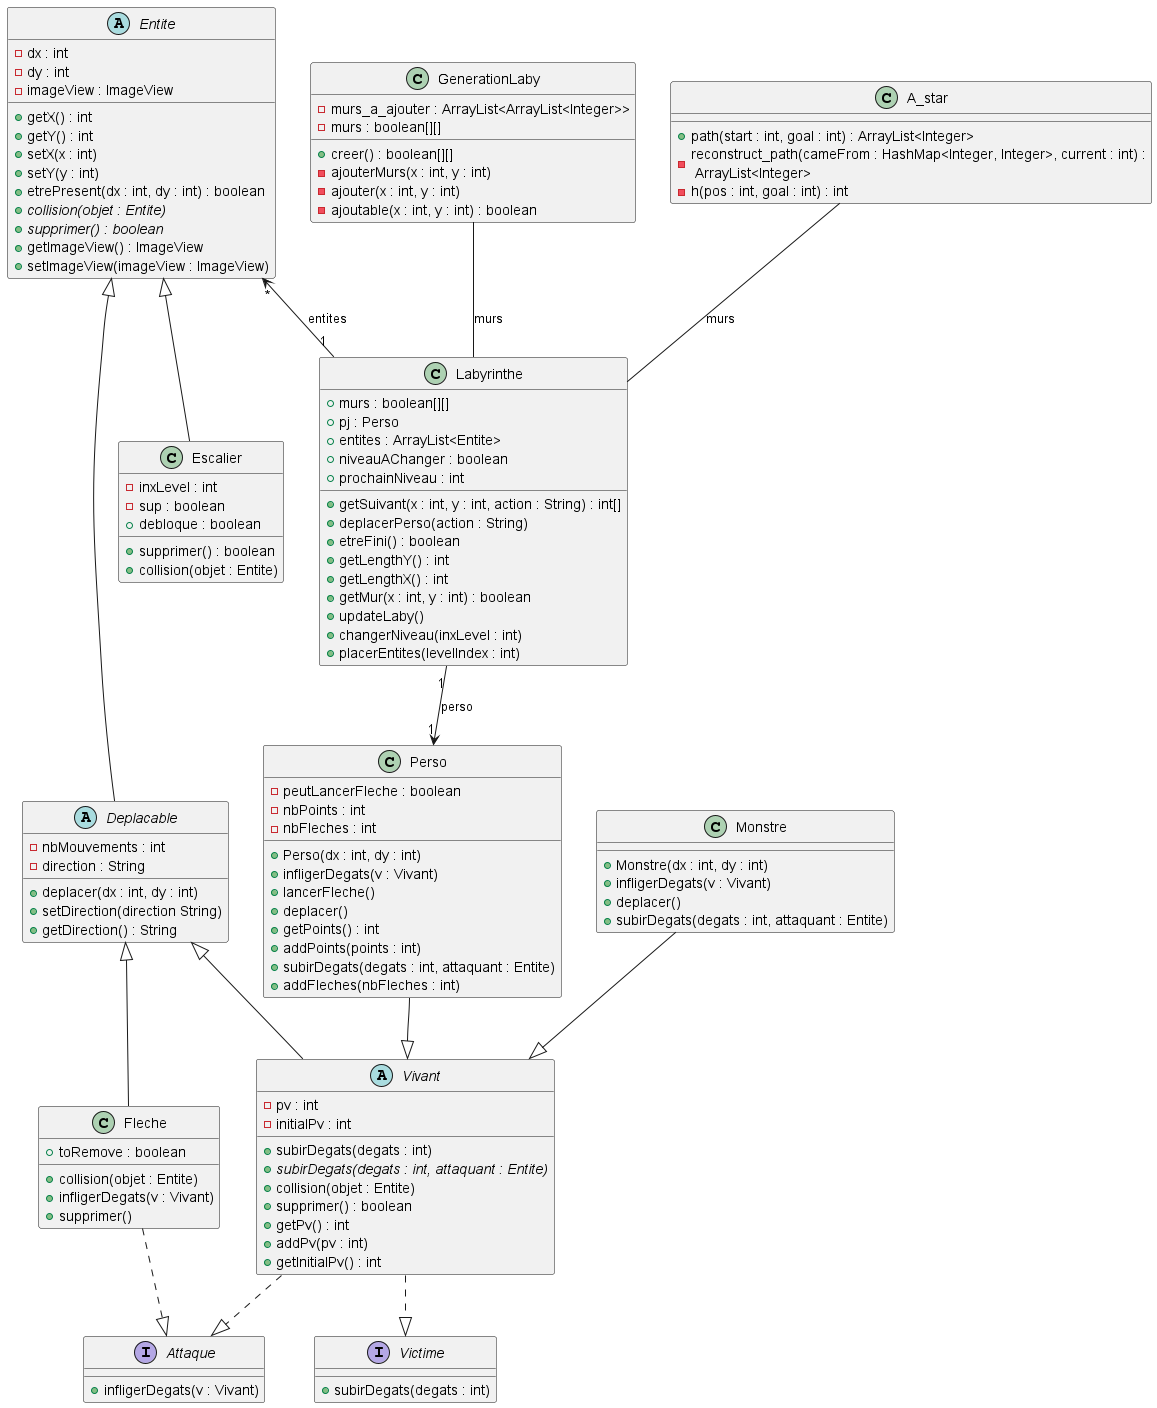 A Entite
dx : int
dy : int
imageView : ImageView
getX() : int
getY() : int
setX(x : int)
setY(y : int)
etrePresent(dx : int, dy : int) : boolean
collision(objet : Entite)
supprimer() : boolean
getImageView() : ImageView
setImageView(imageView : ImageView)
C GenerationLaby
murs_a_ajouter : ArrayList<ArrayList<Integer>>
murs : boolean[][]
creer() : boolean[][]
ajouterMurs(x : int, y : int)
ajouter(x : int, y : int)
ajoutable(x : int, y : int) : boolean
C A_star
path(start : int, goal : int) : ArrayList<Integer>
reconstruct_path(cameFrom : HashMap<Integer, Integer>, current : int) :
ArrayList<Integer>
h(pos : int, goal : int) : int
*
entites
1
murs
murs
C Labyrinthe
murs : boolean[][]
pj : Perso
entites : ArrayList<Entite>
niveauAChanger : boolean
prochainNiveau : int
getSuivant(x : int, y : int, action : String) : int[]
deplacerPerso(action : String)
etreFini() : boolean
getLengthY() : int
getLengthX() : int
getMur(x : int, y : int) : boolean
updateLaby()
changerNiveau(inxLevel : int)
placerEntites(levelIndex : int)
C Escalier
inxLevel : int
sup : boolean
debloque : boolean
supprimer() : boolean
collision(objet : Entite)
1
perso
1
C Perso
peutLancerFleche : boolean
nbPoints : int
nbFleches : int
Perso(dx : int, dy : int)
infligerDegats(v : Vivant)
lancerFleche()
deplacer()
getPoints() : int
addPoints(points : int)
subirDegats(degats : int, attaquant : Entite)
addFleches(nbFleches : int)
A Deplacable
nbMouvements : int
direction : String
deplacer(dx : int, dy : int)
setDirection(direction String)
getDirection() : String
C Monstre
Monstre(dx : int, dy : int)
infligerDegats(v : Vivant)
deplacer()
subirDegats(degats : int, attaquant : Entite)
A Vivant
pv : int
initialPv : int
subirDegats(degats : int)
subirDegats(degats : int, attaquant : Entite)
collision(objet : Entite)
supprimer() : boolean
getPv() : int
addPv(pv : int)
getInitialPv() : int
C Fleche
toRemove : boolean
collision(objet : Entite)
infligerDegats(v : Vivant)
supprimer()
I Attaque
infligerDegats(v : Vivant)
I Victime
subirDegats(degats : int)